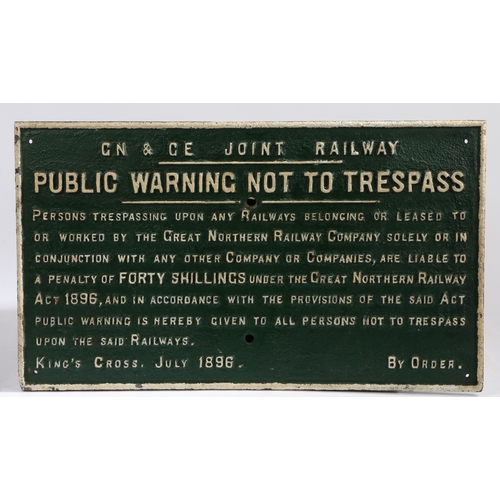 GN & GE JOINT RAILWAY
PUBLIC WARNING NOT TO TRESPASS
PERSONS TRESPASSING UPON ANY RAILWAYS BELONGING OR LEASED TO
OR WORKED BY THE GREAT NORTHERN RAILWAY COMPANY SOLELY OR IN
CONJUNCTION WITH ANY OTHER COMPANY OR COMPANIES, ARE LIABLE TO
A PENALTY OF FORTY SHILLINGS UNDER THE GREAT NORTHERN RAILWAY
ACT 1896, AND IN ACCORDANCE WITH THE PROVISIONS OF THE SAID ACT
PUBLIC WARNING IS HEREBY GIVEN TO ALL PERSONS NOT TO TRESPASS
UPON THE SAID RAILWAYS.
KING'S CROSS. JULY 1896. BY ORDER.